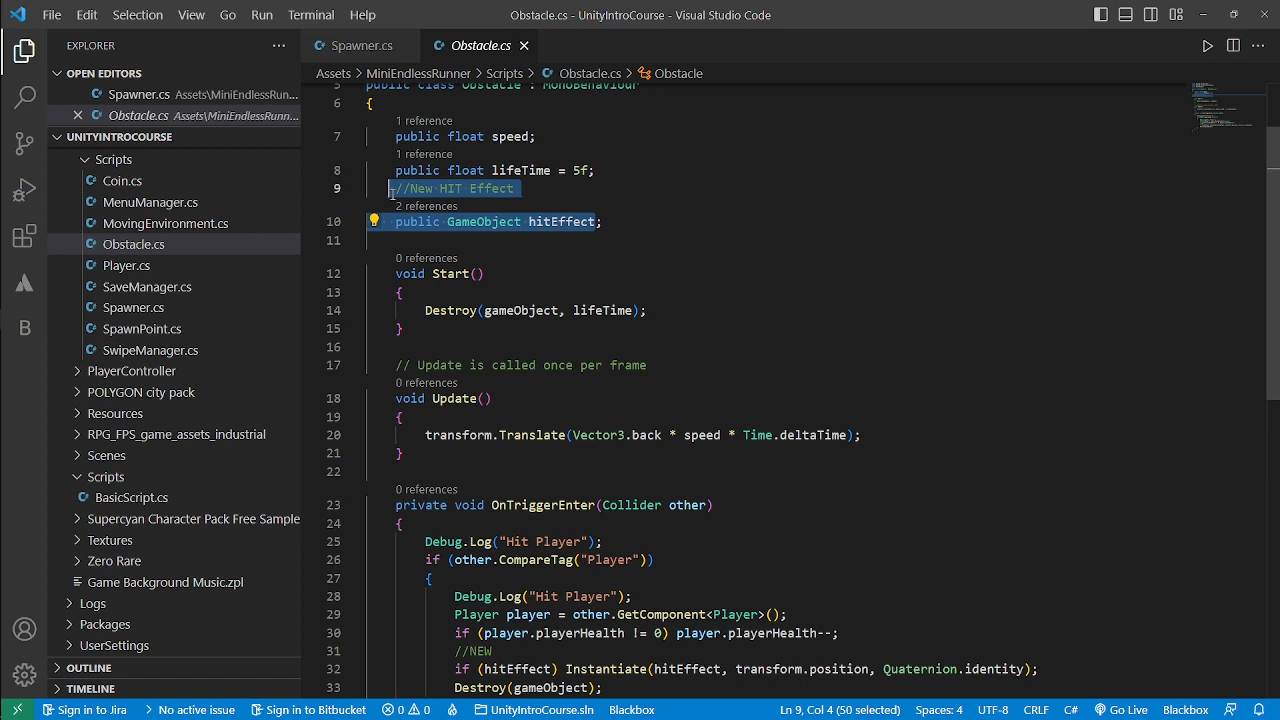 File Edit Selection View Go Run Terminal Help Obstacle.cs - UnityIntroCourse - Visual Studio Code
EXPLORER
OPEN EDITORS
Spawner.cs Assets\MiniEndlessRunn...
Obstacle.cs Assets\MiniEndlessRunn...
UNITYINTROCOURSE
Scripts
Coin.cs
MenuManager.cs
MovingEnvironment.cs
Obstacle.cs
Player.cs
SaveManager.cs
Spawner.cs
SpawnPoint.cs
SwipeManager.cs
PlayerController
POLYGON city pack
Resources
RPG_FPS_game_assets_industrial
Scenes
Scripts
BasicScript.cs
Supercyan Character Pack Free Sample
Textures
Zero Rare
Game Background Music.zpl
Logs
Packages
UserSettings
OUTLINE
TIMELINE
Spawner.cs Obstacle.cs
Assets > MiniEndlessRunner > Scripts > Obstacle.cs > Obstacle
5 public class Obstacle : MonoBehaviour
6 {
1 reference
7 public float speed;
1 reference
8 public float lifeTime = 5f;
9 //New HIT Effect
2 references
10 public GameObject hitEffect;
11
0 references
12 void Start()
13 {
14 Destroy(gameObject, lifeTime);
15 }
16
17 // Update is called once per frame
0 references
18 void Update()
19 {
20 transform.Translate(Vector3.back * speed * Time.deltaTime);
21 }
22
0 references
23 private void OnTriggerEnter(Collider other)
24 {
25 Debug.Log("Hit Player");
26 if (other.CompareTag("Player"))
27 {
28 Debug.Log("Hit Player");
29 Player player = other.GetComponent<Player>();
30 if (player.playerHealth != 0) player.playerHealth--;
31 //NEW
32 if (hitEffect) Instantiate(hitEffect, transform.position, Quaternion.identity);
33 Destroy(gameObject);
Sign in to Jira No active issue Sign in to Bitbucket 0 0 UnityIntroCourse.sln Blackbox Ln 9, Col 4 (50 selected) Spaces: 4 UTF-8 CRLF C# Go Live Blackbox